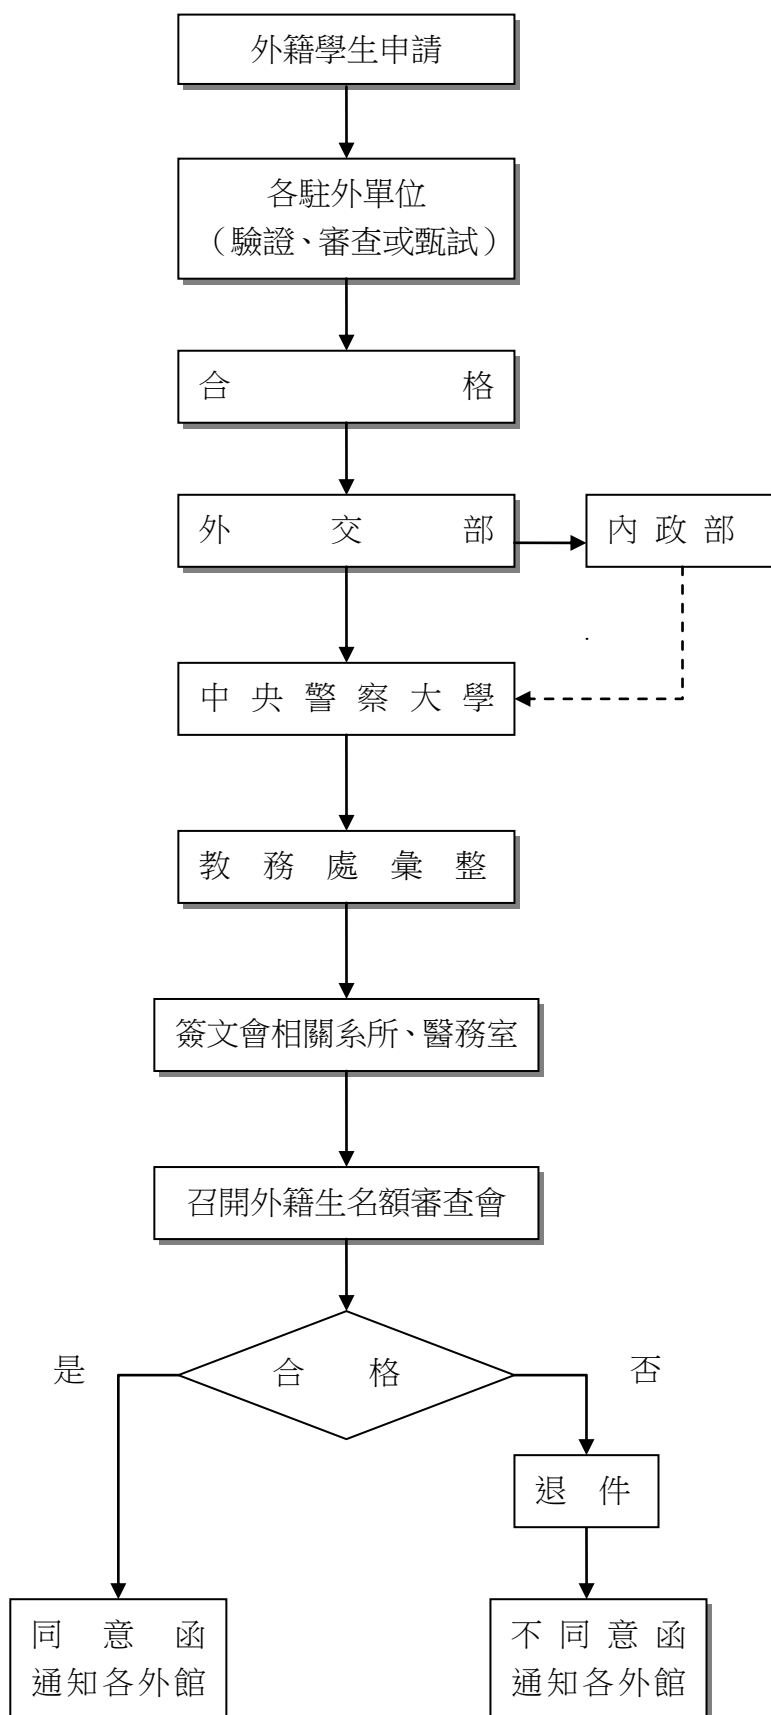 外籍學生申請
各駐外單位
（驗證、審查或甄試）
合格
外交部
內政部
中央警察大學
教務處彙整
簽文會相關系所、醫務室
召開外籍生名額審查會
是
合格
否
退件
同意函
通知各外館
不同意函
通知各外館